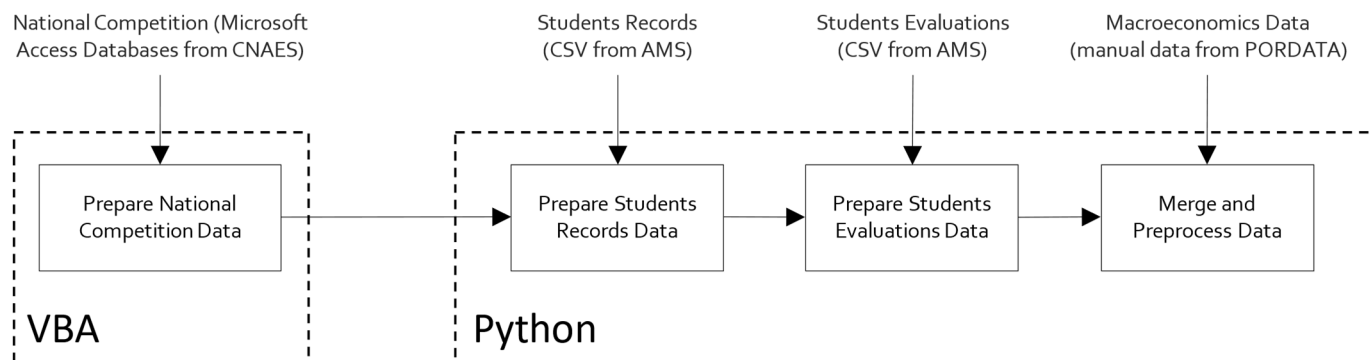 National Competition (Microsoft
Access Databases from CNAES)
Students Records
(CSV from AMS)
Students Evaluations
(CSV from AMS)
Macroeconomics Data
(manual data from PORDATA)
Prepare National
Competition Data
Prepare Students
Records Data
Prepare Students
Evaluations Data
Merge and
Preprocess Data
VBA
Python